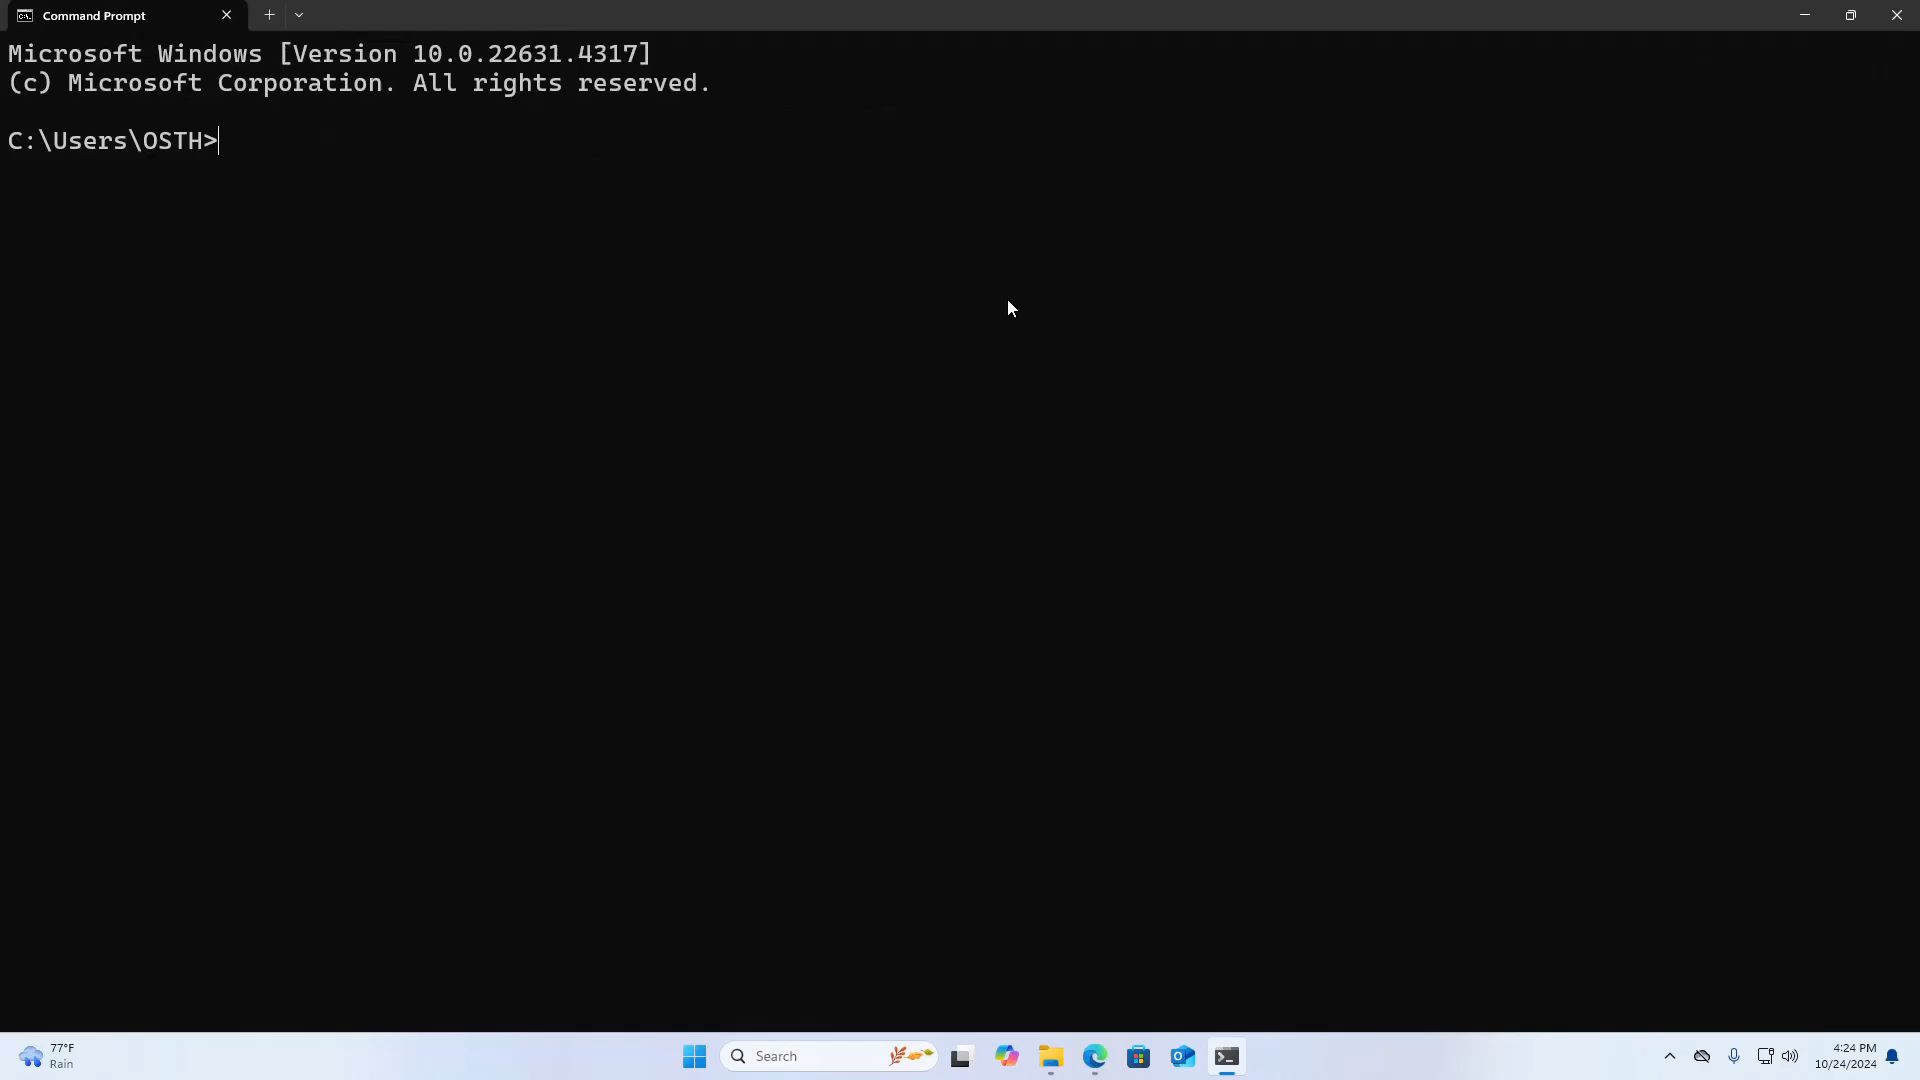 Command Prompt
Microsoft Windows [Version 10.0.22631.4317]
(c) Microsoft Corporation. All rights reserved.
C:\Users\OSTH>
77°F
Rain
Search
4:24 PM
10/24/2024